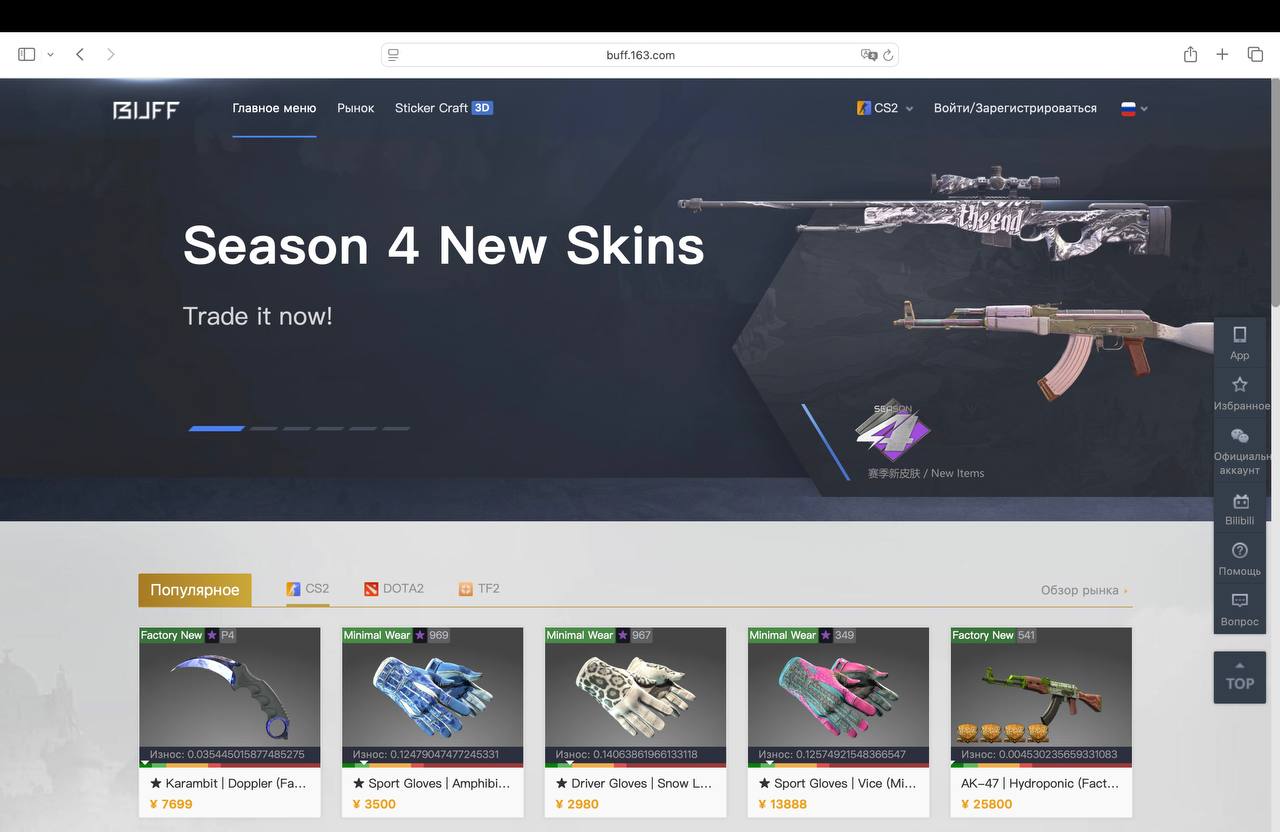 buff.163.com
BUFF
Главное меню
Рынок
Sticker Craft 3D
CS2
Войти/Зарегистрироваться
the end
Season 4 New Skins
Trade it now!
SEASON
4
赛季新皮肤 / New Items
App
Избранное
Официальн
аккаунт
Bilibili
Помощь
Вопрос
TOP
Популярное
CS2
DOTA2
TF2
Обзор рынка
Factory New ★ P4
Износ: 0.035445015877485275
★ Karambit | Doppler (Fa...
¥ 7699
Minimal Wear ★ 969
Износ: 0.12479047477245331
★ Sport Gloves | Amphibi...
¥ 3500
Minimal Wear ★ 967
Износ: 0.14063861966133118
★ Driver Gloves | Snow L...
¥ 2980
Minimal Wear ★ 349
Износ: 0.12574921548366547
★ Sport Gloves | Vice (Mi...
¥ 13888
Factory New 541
Износ: 0.004530235659331083
AK-47 | Hydroponic (Fact...
¥ 25800